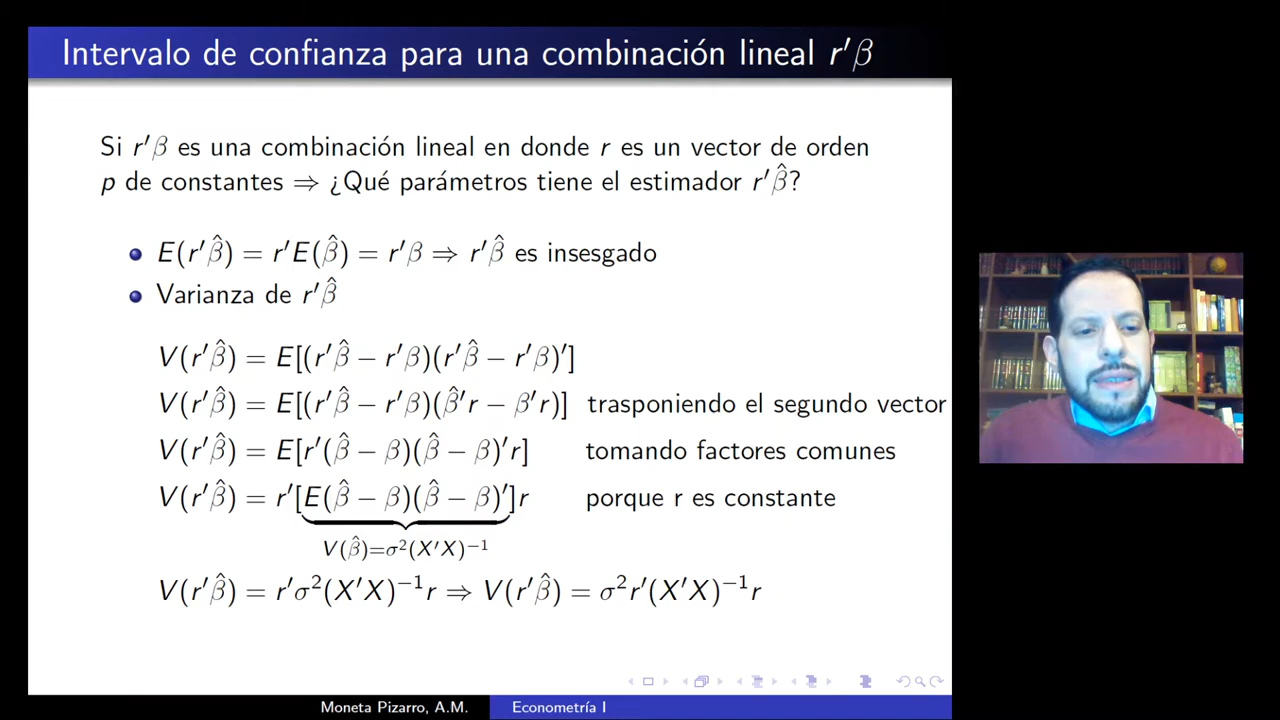 Intervalo de confianza para una combinación lineal r′β
Si r′β es una combinación lineal en donde r es un vector de orden
p de constantes ⇒ ¿Qué parámetros tiene el estimador r′β̂?
E(r′β̂) = r′E(β̂) = r′β ⇒ r′β̂ es insesgado
Varianza de r′β̂
V(r′β̂) = E[(r′β̂ − r′β)(r′β̂ − r′β)′]
V(r′β̂) = E[(r′β̂ − r′β)(β̂′r − β′r)] trasponiendo el segundo vector
V(r′β̂) = E[r′(β̂ − β)(β̂ − β)′r] tomando factores comunes
V(r′β̂) = r′[E(β̂ − β)(β̂ − β)′]r porque r es constante
V(β̂)=σ²(X′X)⁻¹
V(r′β̂) = r′σ²(X′X)⁻¹r ⇒ V(r′β̂) = σ²r′(X′X)⁻¹r
Moneta Pizarro, A.M. Econometría I